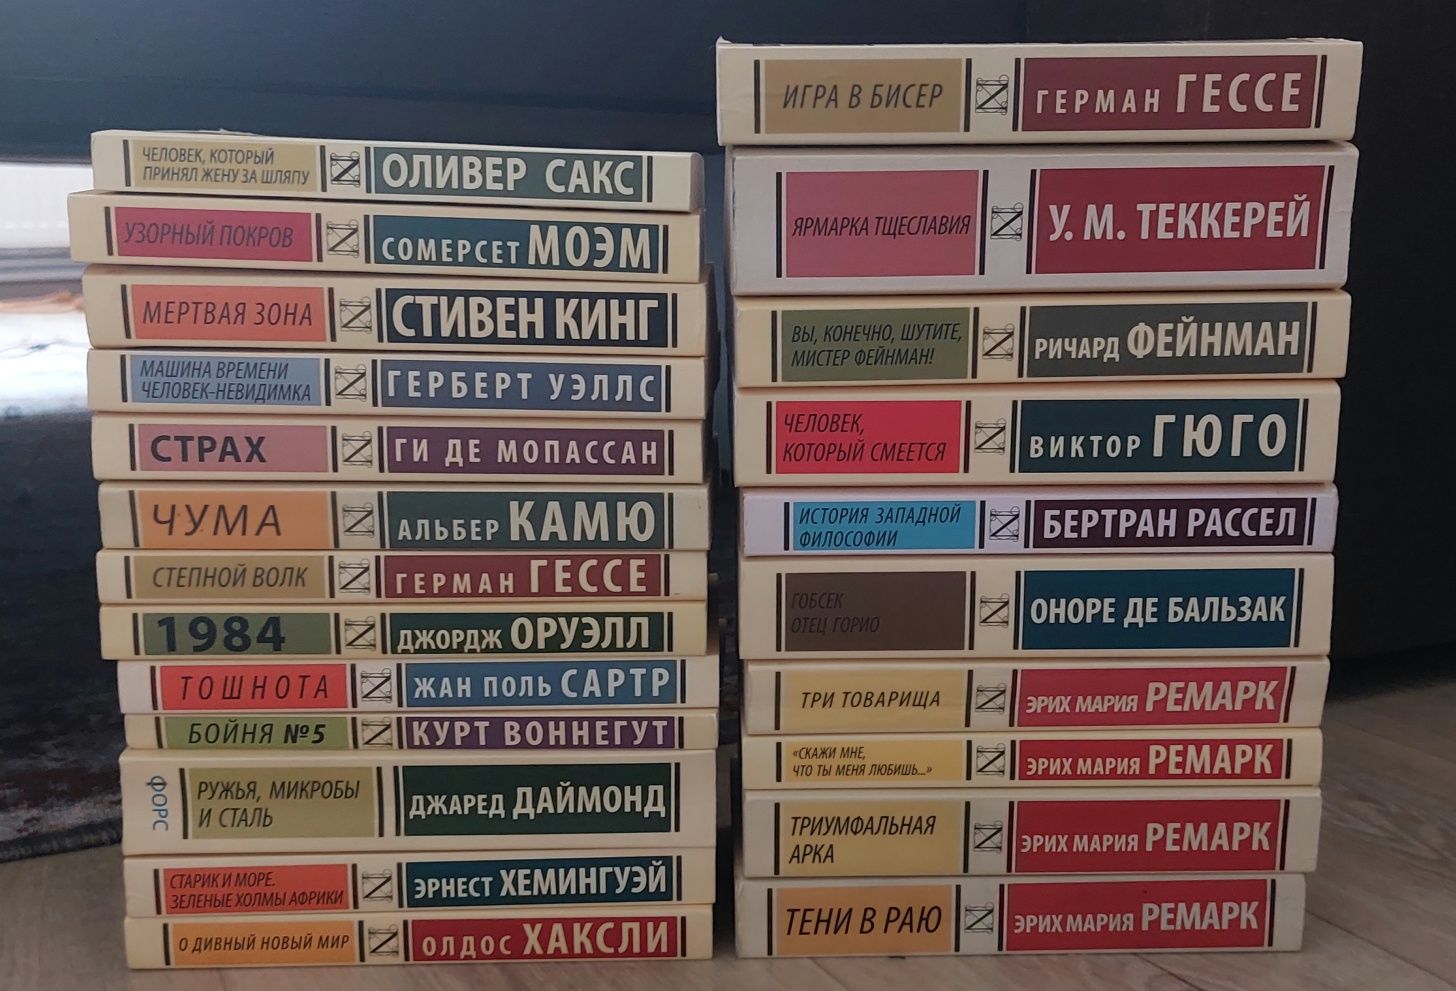 ЧЕЛОВЕК, КОТОРЫЙ
ПРИНЯЛ ЖЕНУ ЗА ШЛЯПУ
ОЛИВЕР САКС
УЗОРНЫЙ ПОКРОВ
СОМЕРСЕТ МОЭМ
МЕРТВАЯ ЗОНА
СТИВЕН КИНГ
МАШИНА ВРЕМЕНИ
ЧЕЛОВЕК-НЕВИДИМКА
ГЕРБЕРТ УЭЛЛС
СТРАХ
ГИ ДЕ МОПАССАН
ЧУМА
АЛЬБЕР КАМЮ
СТЕПНОЙ ВОЛК
ГЕРМАН ГЕССЕ
1984
ДЖОРДЖ ОРУЭЛЛ
ТОШНОТА
ЖАН ПОЛЬ САРТР
БОЙНЯ №5
КУРТ ВОННЕГУТ
ФОРС
РУЖЬЯ, МИКРОБЫ
И СТАЛЬ
ДЖАРЕД ДАЙМОНД
СТАРИК И МОРЕ.
ЗЕЛЕНЫЕ ХОЛМЫ АФРИКИ
ЭРНЕСТ ХЕМИНГУЭЙ
О ДИВНЫЙ НОВЫЙ МИР
ОЛДОС ХАКСЛИ
ИГРА В БИСЕР
ГЕРМАН ГЕССЕ
ЯРМАРКА ТЩЕСЛАВИЯ
У. М. ТЕККЕРЕЙ
ВЫ, КОНЕЧНО, ШУТИТЕ,
МИСТЕР ФЕЙНМАН!
РИЧАРД ФЕЙНМАН
ЧЕЛОВЕК,
КОТОРЫЙ СМЕЕТСЯ
ВИКТОР ГЮГО
ИСТОРИЯ ЗАПАДНОЙ
ФИЛОСОФИИ
БЕРТРАН РАССЕЛ
ГОБСЕК
ОТЕЦ ГОРИО
ОНОРЕ ДЕ БАЛЬЗАК
ТРИ ТОВАРИЩА
ЭРИХ МАРИЯ РЕМАРК
«СКАЖИ МНЕ,
ЧТО ТЫ МЕНЯ ЛЮБИШЬ...»
ЭРИХ МАРИЯ РЕМАРК
ТРИУМФАЛЬНАЯ
АРКА
ЭРИХ МАРИЯ РЕМАРК
ТЕНИ В РАЮ
ЭРИХ МАРИЯ РЕМАРК